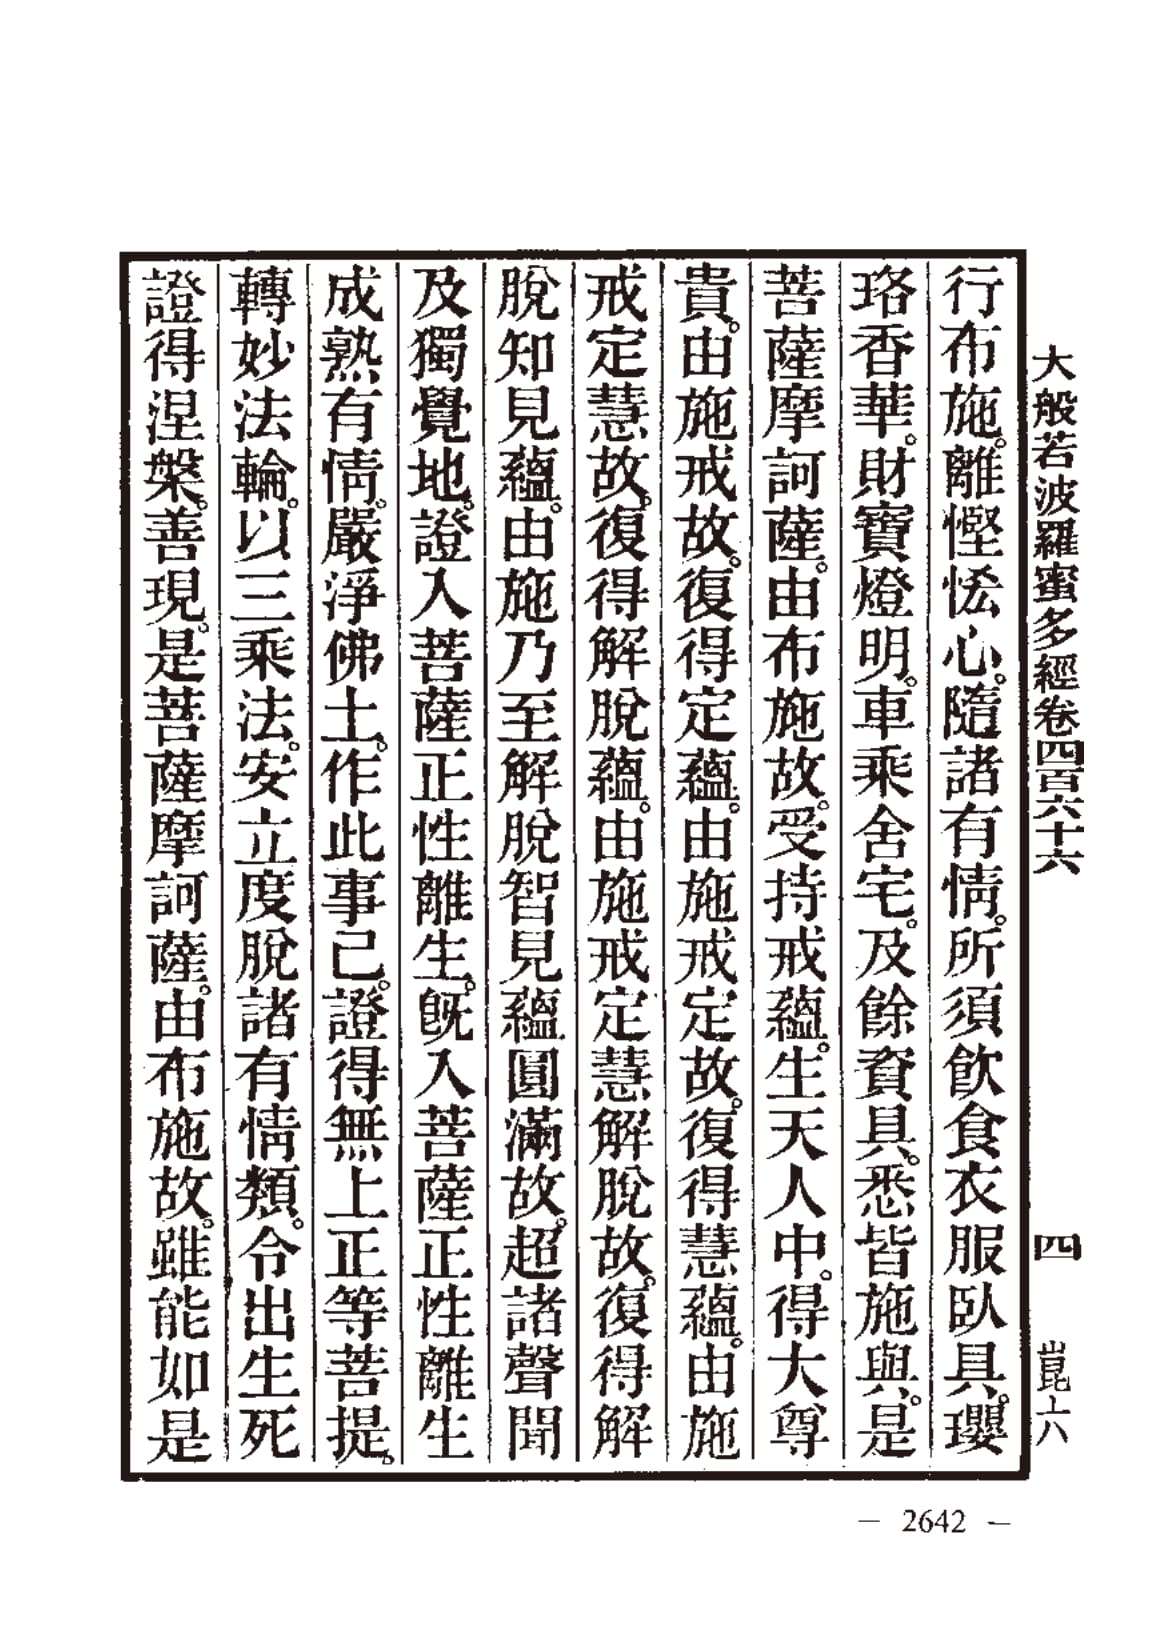 大般若波羅蜜多經卷四百六十六 四 崑六
行布施。離慳恡心。隨諸有情。所須飲食衣服臥具。瓔
珞香華。財寶燈明。車乘舍宅。及餘資具。悉皆施與。是
菩薩摩訶薩。由布施故。受持戒蘊。生天人中。得大尊
貴。由施戒故。復得定蘊。由施戒定故。復得慧蘊。由施
戒定慧故。復得解脫蘊。由施戒定慧解脫故。復得解
脫知見蘊。由施乃至解脫智見蘊圓滿故。超諸聲聞
及獨覺地。證入菩薩正性離生。旣入菩薩正性離生
成熟有情。嚴淨佛土。作此事已。證得無上正等菩提。
轉妙法輪。以三乘法。安立度脫諸有情類。令出生死
證得涅槃。善現。是菩薩摩訶薩。由布施故。雖能如是
— 2642 —